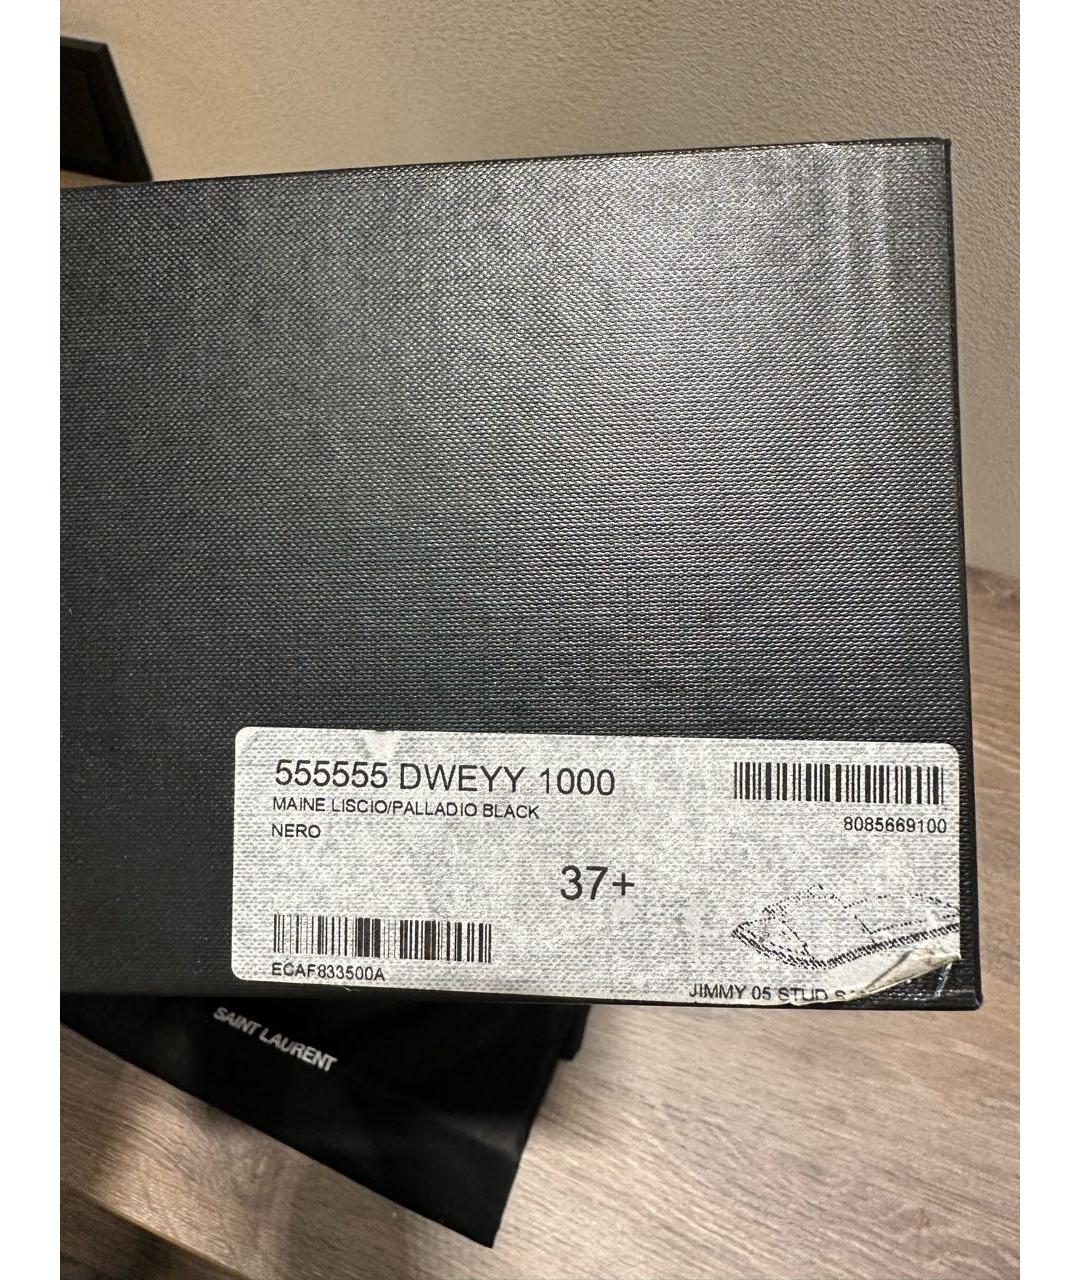 555555 DWEYY 1000
MAINE LISCIO/PALLADIO BLACK
NERO
8085669100
37+
ECAF833500A
JIMMY 05 STUD
SAINT LAURENT